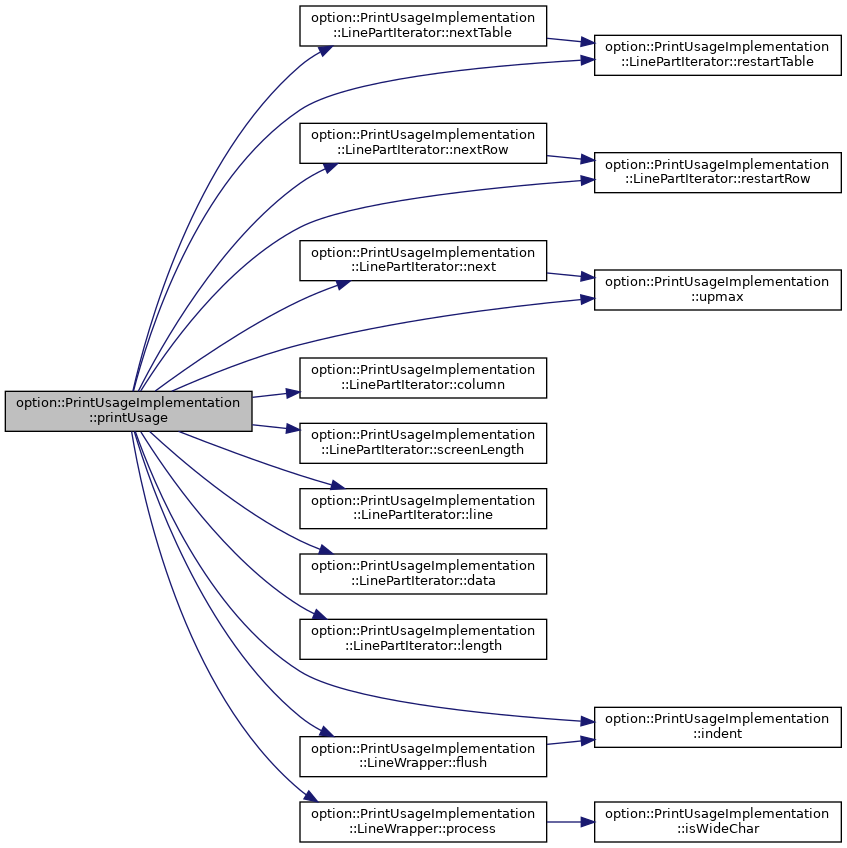 option::PrintUsageImplementation
::LinePartIterator::nextTable
option::PrintUsageImplementation
::LinePartIterator::restartTable
option::PrintUsageImplementation
::LinePartIterator::nextRow
option::PrintUsageImplementation
::LinePartIterator::restartRow
option::PrintUsageImplementation
::LinePartIterator::next
option::PrintUsageImplementation
::upmax
option::PrintUsageImplementation
::LinePartIterator::column
option::PrintUsageImplementation
::printUsage
option::PrintUsageImplementation
::LinePartIterator::screenLength
option::PrintUsageImplementation
::LinePartIterator::line
option::PrintUsageImplementation
::LinePartIterator::data
option::PrintUsageImplementation
::LinePartIterator::length
option::PrintUsageImplementation
::indent
option::PrintUsageImplementation
::LineWrapper::flush
option::PrintUsageImplementation
::LineWrapper::process
option::PrintUsageImplementation
::isWideChar